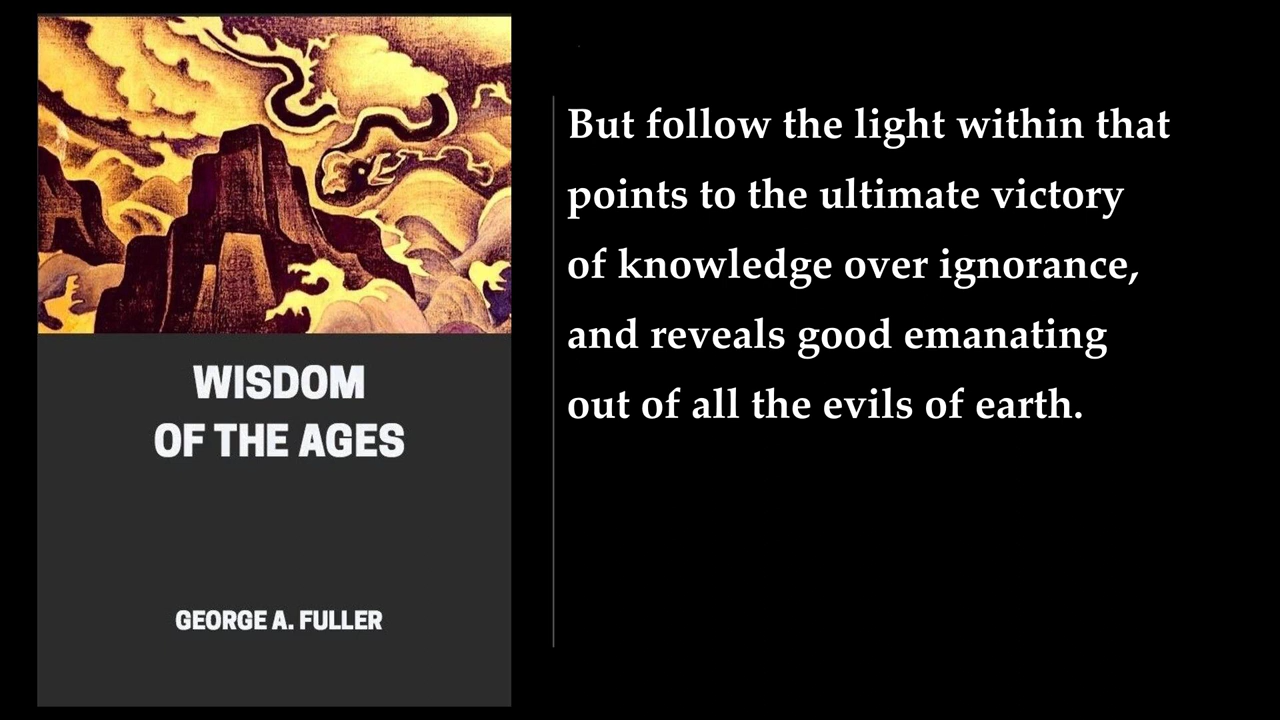 WISDOM
OF THE AGES
GEORGE A. FULLER
But follow the light within that
points to the ultimate victory
of knowledge over ignorance,
and reveals good emanating
out of all the evils of earth.